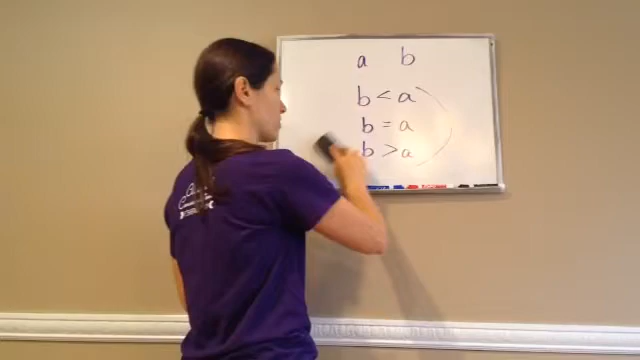 a b
b < a
b = a
b > a